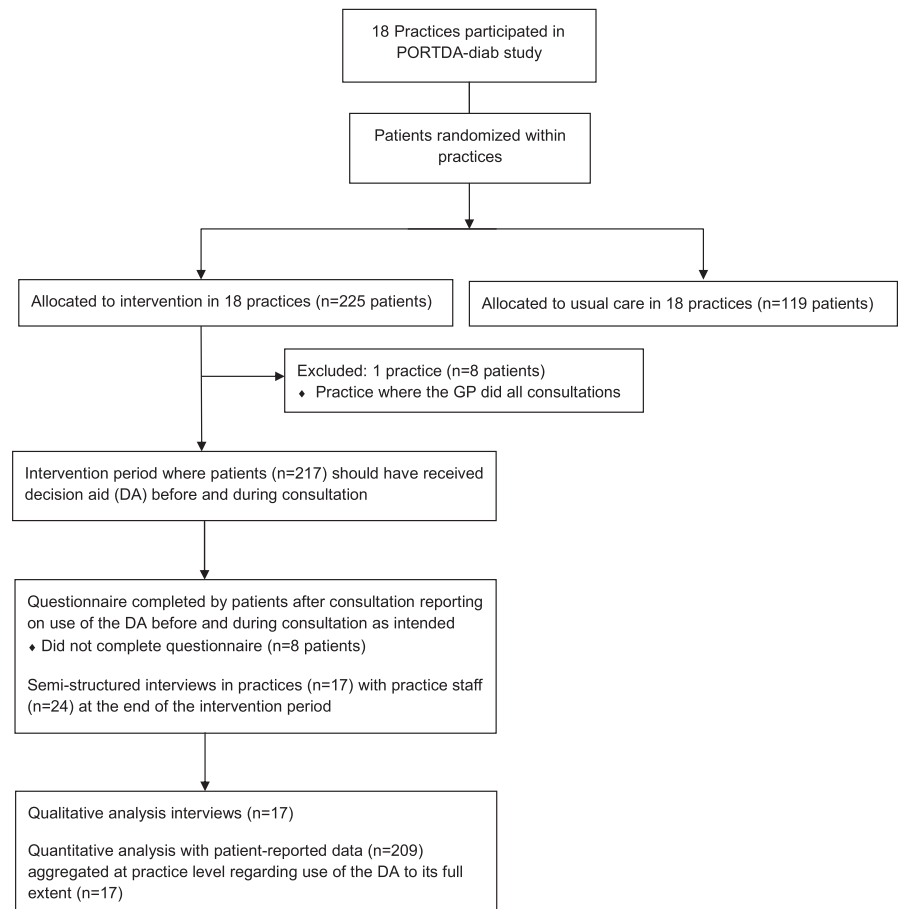 18 Practices participated in
PORTDA-diab study
Patients randomized within
practices
Allocated to intervention in 18 practices (n=225 patients)
Allocated to usual care in 18 practices (n=119 patients)
Excluded: 1 practice (n=8 patients)
♦ Practice where the GP did all consultations
Intervention period where patients (n=217) should have received
decision aid (DA) before and during consultation
Questionnaire completed by patients after consultation reporting
on use of the DA before and during consultation as intended
♦ Did not complete questionnaire (n=8 patients)
Semi-structured interviews in practices (n=17) with practice staff
(n=24) at the end of the intervention period
Qualitative analysis interviews (n=17)
Quantitative analysis with patient-reported data (n=209)
aggregated at practice level regarding use of the DA to its full
extent (n=17)